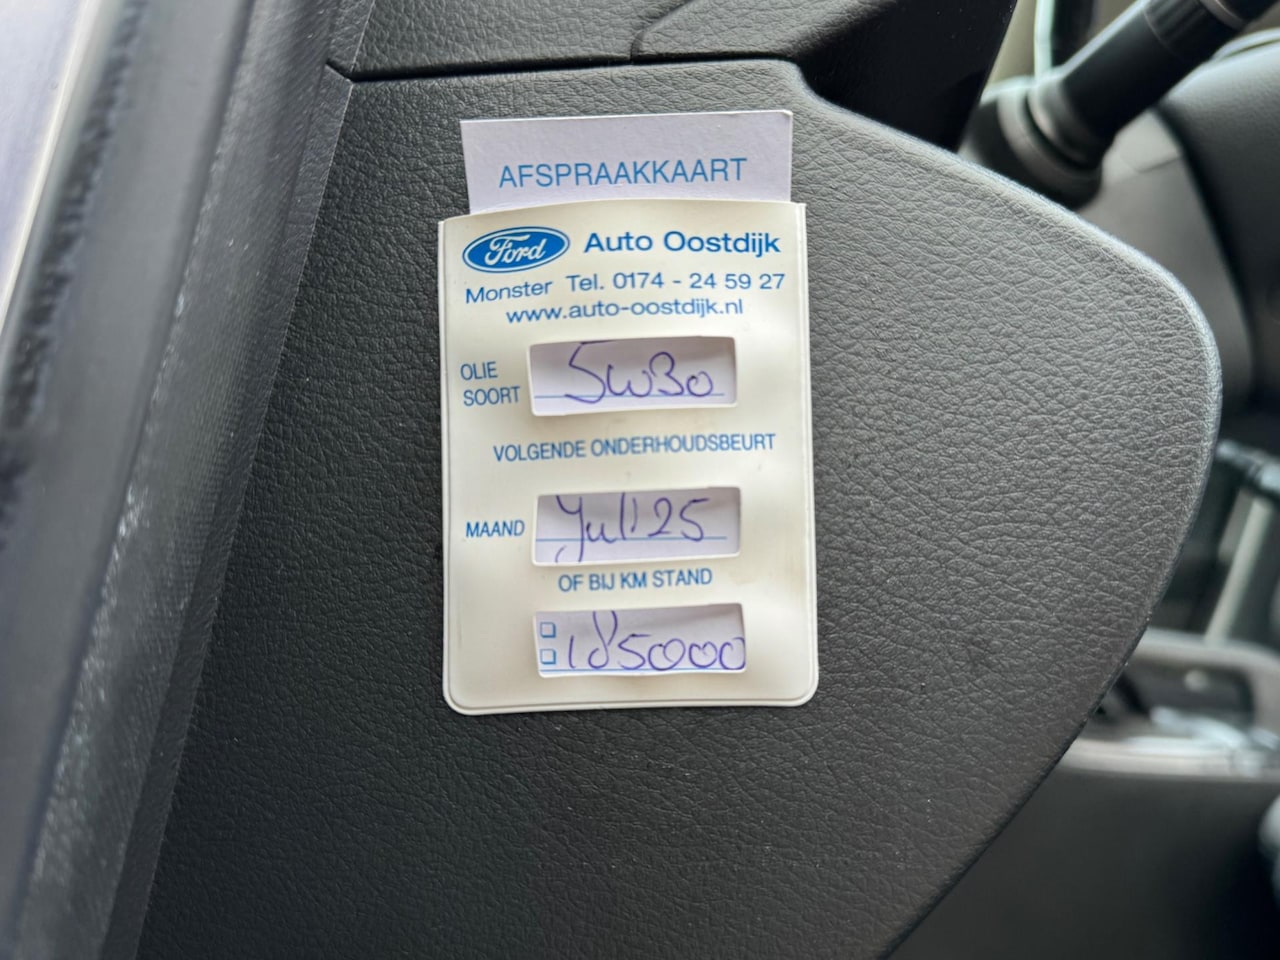 AFSPRAAKKAART
Ford Auto Oostdijk
Monster Tel. 0174 - 24 59 27
www.auto-oostdijk.nl
OLIE
SOORT 5w30
VOLGENDE ONDERHOUDSBEURT
MAAND Juli 25
OF BIJ KM STAND
185000